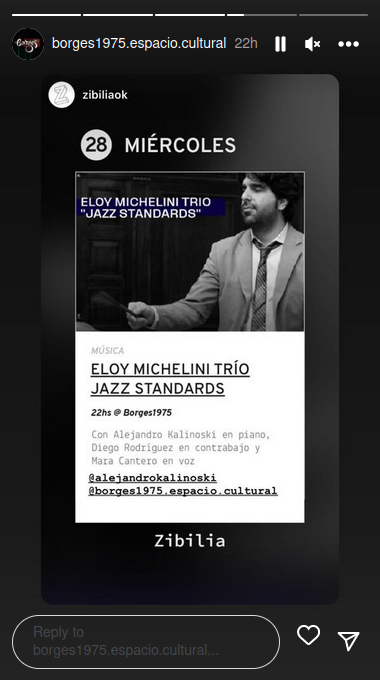 borges1975.espacio.cultural 22h
zibiliaok
28 MIÉRCOLES
ELOY MICHELINI TRIO
"JAZZ STANDARDS"
MÚSICA
ELOY MICHELINI TRÍO
JAZZ STANDARDS
22hs @ Borges1975
Con Alejandro Kalinoski en piano,
Diego Rodríguez en contrabajo y
Mara Cantero en voz
@alejandrokalinoski
@borges1975.espacio.cultural
Zibilia
Reply to
borges1975.espacio.cultural...